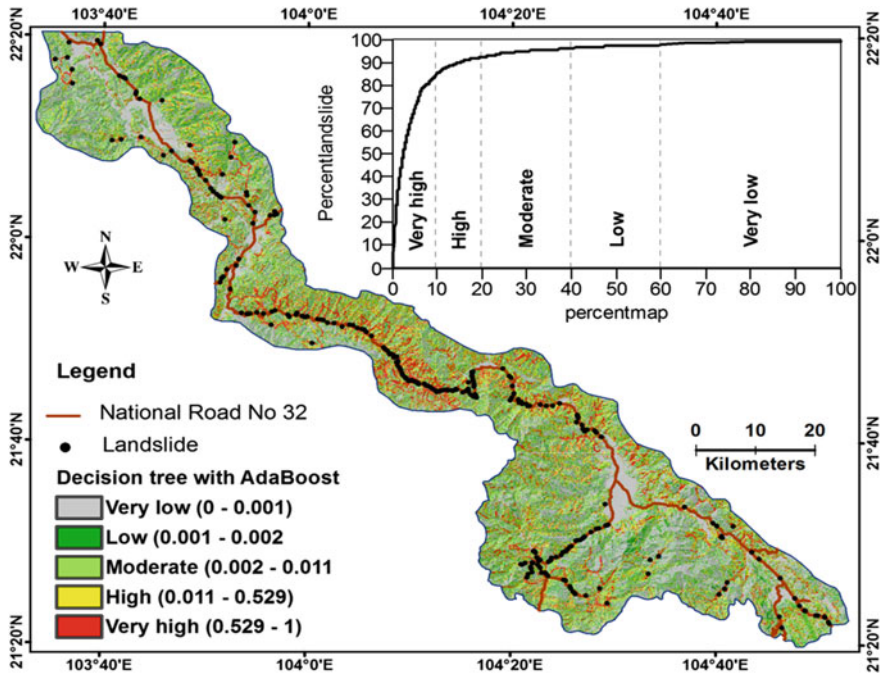 103°40'E 104°0'E 104°20'E 104°40'E
22°20'N 22°20'N
22°0'N 22°0'N
21°40'N 21°40'N
21°20'N 21°20'N
Percentlandslide
100
90
80
70
60
50
40
30
20
10
0
Very high
High
Moderate
Low
Very low
0 10 20 30 40 50 60 70 80 90 100
percentmap
N
W E
S
Legend
National Road No 32
Landslide
Decision tree with AdaBoost
Very low (0 - 0.001)
Low (0.001 - 0.002
Moderate (0.002 - 0.011
High (0.011 - 0.529)
Very high (0.529 - 1)
0 10 20
Kilometers
103°40'E 104°0'E 104°20'E 104°40'E